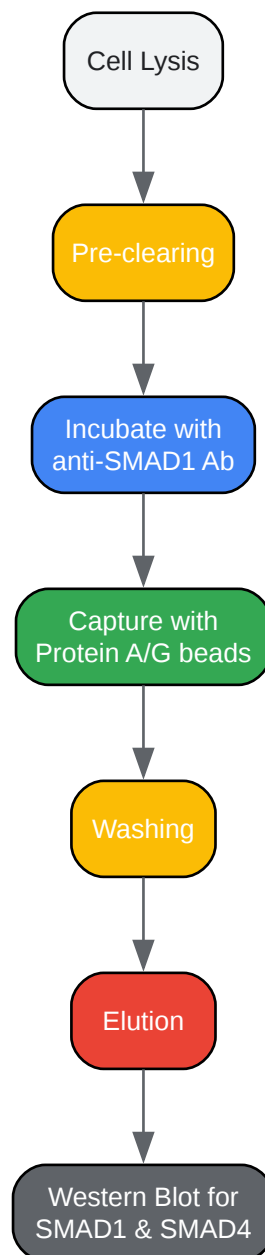 Cell Lysis
Pre-clearing
Incubate with
anti-SMAD1 Ab
Capture with
Protein A/G beads
Washing
Elution
Western Blot for
SMAD1 & SMAD4